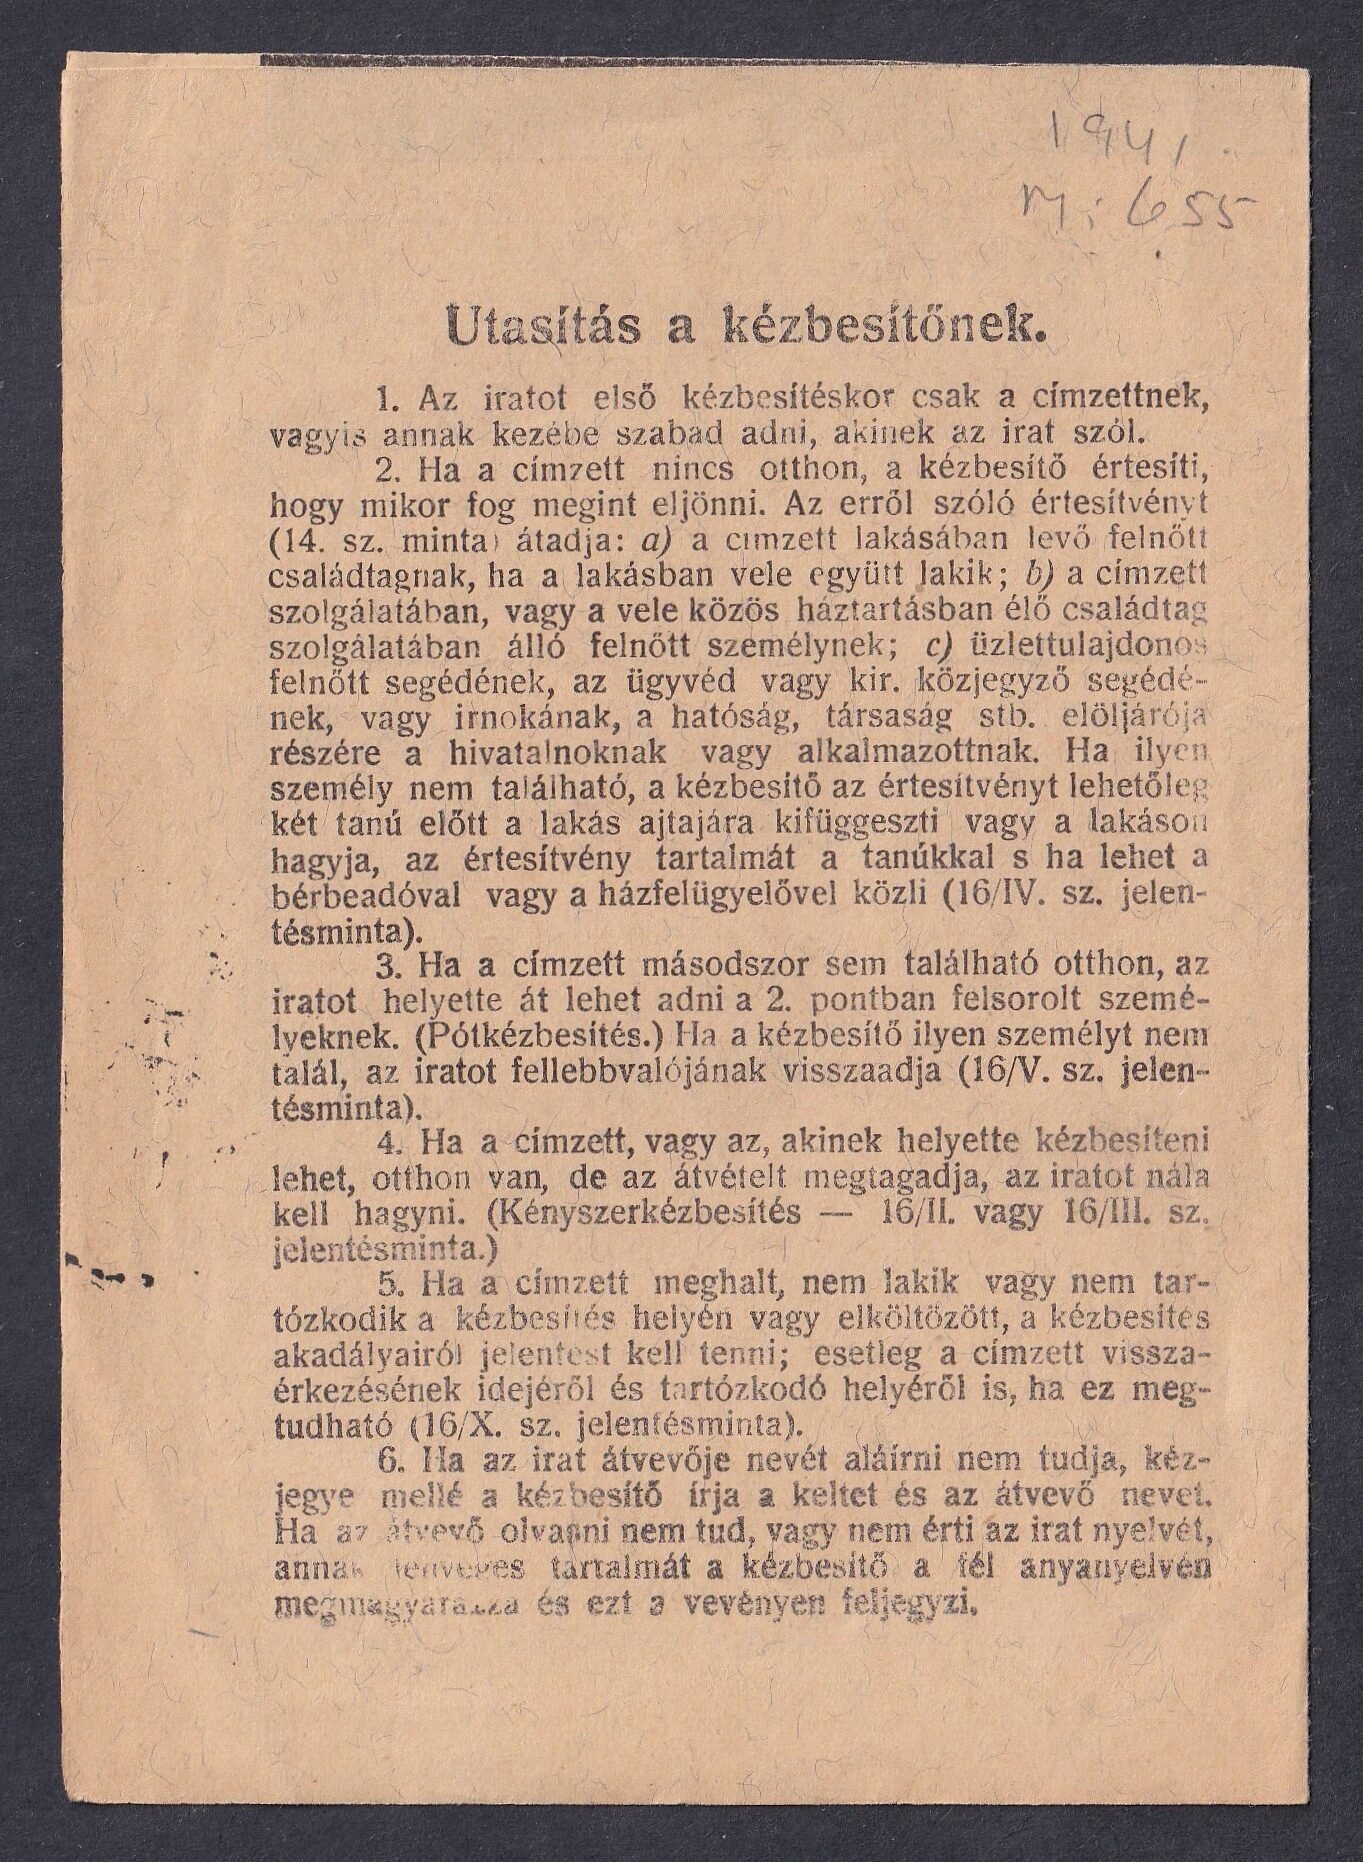 1941
M: 655
Utasítás a kézbesítőnek.
1. Az iratot első kézbesítéskor csak a címzettnek,
vagyis annak kezébe szabad adni, akinek az irat szól.
2. Ha a címzett nincs otthon, a kézbesítő értesíti,
hogy mikor fog megint eljönni. Az erről szóló értesítvényt
(14. sz. minta) átadja: a) a címzett lakásában levő felnőtt
családtagnak, ha a lakásban vele együtt lakik; b) a címzett
szolgálatában, vagy a vele közös háztartásban élő családtag
szolgálatában álló felnőtt személynek; c) üzlettulajdonos
felnőtt segédének, az ügyvéd vagy kir. közjegyző segédé-
nek, vagy irnokának, a hatóság, társaság stb. elöljárója
részére a hivatalnoknak vagy alkalmazottnak. Ha ilyen
személy nem található, a kézbesítő az értesítvényt lehetőleg
két tanú előtt a lakás ajtajára kifüggeszti vagy a lakáson
hagyja, az értesítvény tartalmát a tanúkkal s ha lehet a
bérbeadóval vagy a házfelügyelővel közli (16/IV. sz. jelen-
tésminta).
3. Ha a címzett másodszor sem található otthon, az
iratot helyette át lehet adni a 2. pontban felsorolt szemé-
lyeknek. (Pótkézbesítés.) Ha a kézbesítő ilyen személyt nem
talál, az iratot fellebbvalójának visszaadja (16/V. sz. jelen-
tésminta).
4. Ha a címzett, vagy az, akinek helyette kézbesíteni
lehet, otthon van, de az átvételt megtagadja, az iratot nála
kell hagyni. (Kényszerkézbesítés — 16/II. vagy 16/III. sz.
jelentésminta.)
5. Ha a címzett meghalt, nem lakik vagy nem tar-
tózkodik a kézbesítés helyén vagy elköltözött, a kézbesítés
akadályairól jelentést kell tenni; esetleg a címzett vissza-
érkezésének idejéről és tartózkodó helyéről is, ha ez meg-
tudható (16/X. sz. jelentésminta).
6. Ha az irat átvevője nevét aláírni nem tudja, kéz-
jegye mellé a kézbesítő írja a keltet és az átvevő nevet.
Ha az átvevő olvasni nem tud, vagy nem érti az irat nyelvét,
annak lényeges tartalmát a kézbesítő a fél anyanyelvén
megmagyarázza és ezt a vevényen feljegyzi.